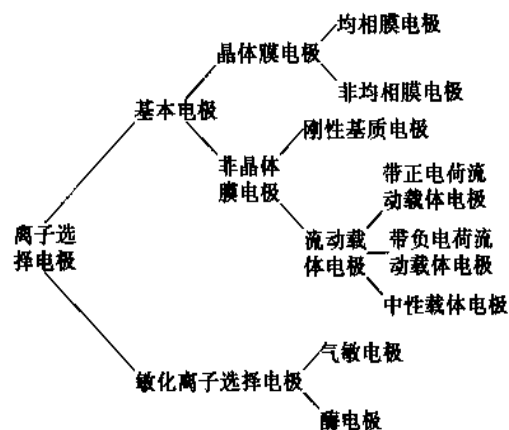 均相膜电极
晶体膜电极
非均相膜电极
基本电极
刚性基质电极
非晶体
膜电极
带正电荷流
动载体电极
离子选
择电极
流动载
体电极
带负电荷流
动载体电极
中性载体电极
气敏电极
敏化离子选择电极
酶电极